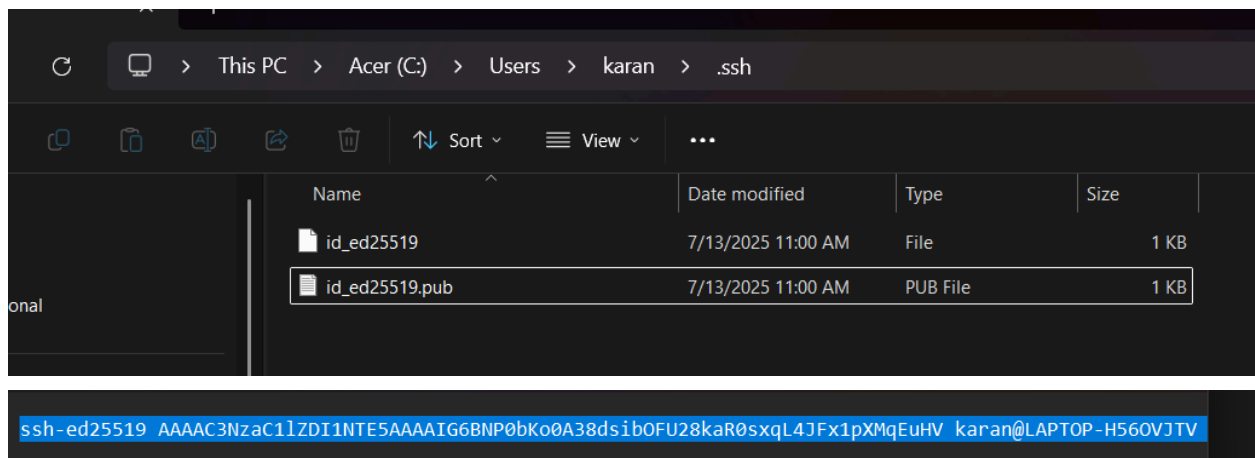 This PC > Acer (C:) > Users > karan > .ssh
Sort View
Name Date modified Type Size
id_ed25519 7/13/2025 11:00 AM File 1 KB
id_ed25519.pub 7/13/2025 11:00 AM PUB File 1 KB
onal
ssh-ed25519 AAAAC3NzaC1lZDI1NTE5AAAAIG6BNP0bKo0A38dsibOFU28kaR0sxqL4JFx1pXMqEuHV karan@LAPTOP-H56OVJTV